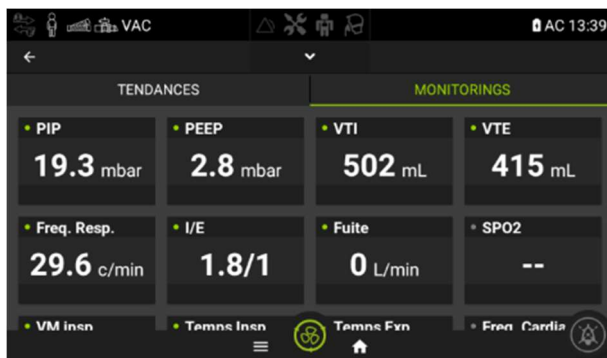 VAC AC 13:39
TENDANCES MONITORINGS
PIP PEEP VTI VTE
19.3 mbar 2.8 mbar 502 mL 415 mL
Freq. Resp. I/E Fuite SPO2
29.6 c/min 1.8/1 0 L/min --
VM insp Temps Insp Temps Exp Freq Cardia